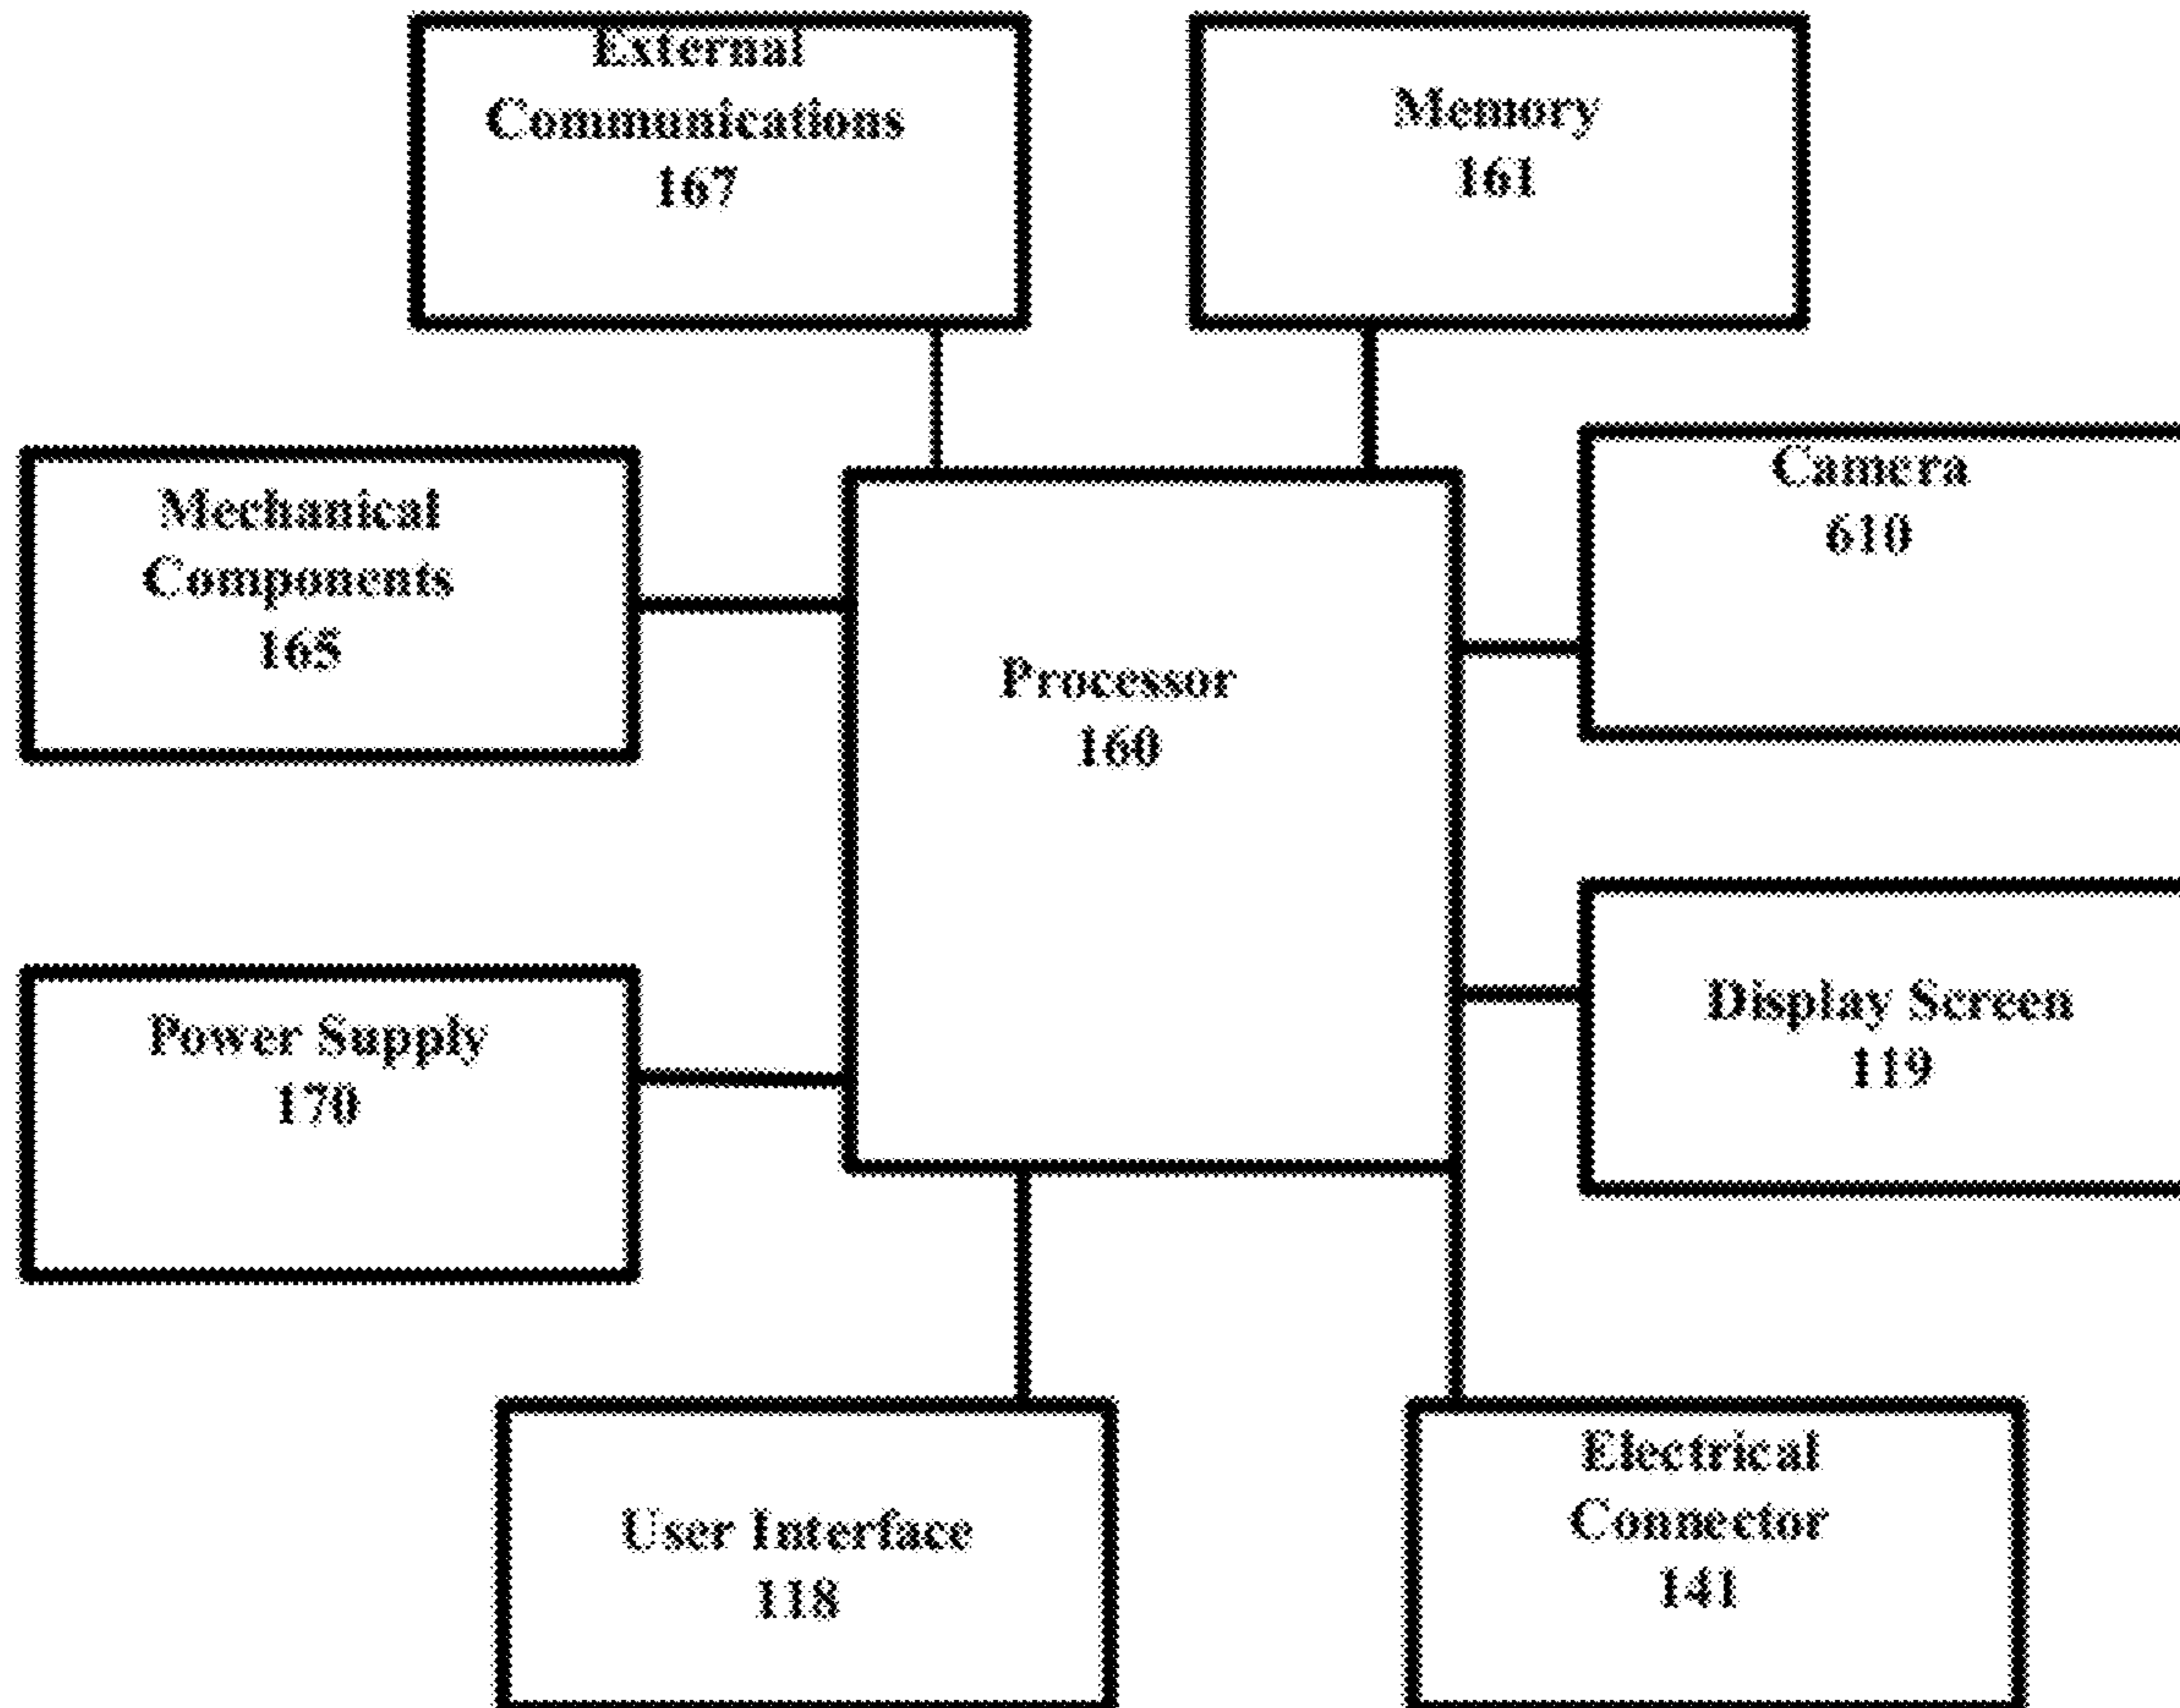 External
Communications
167
Memory
161
Mechanical
Components
165
Camera
610
Processor
160
Power Supply
170
Display Screen
119
User Interface
118
Electrical
Connector
141